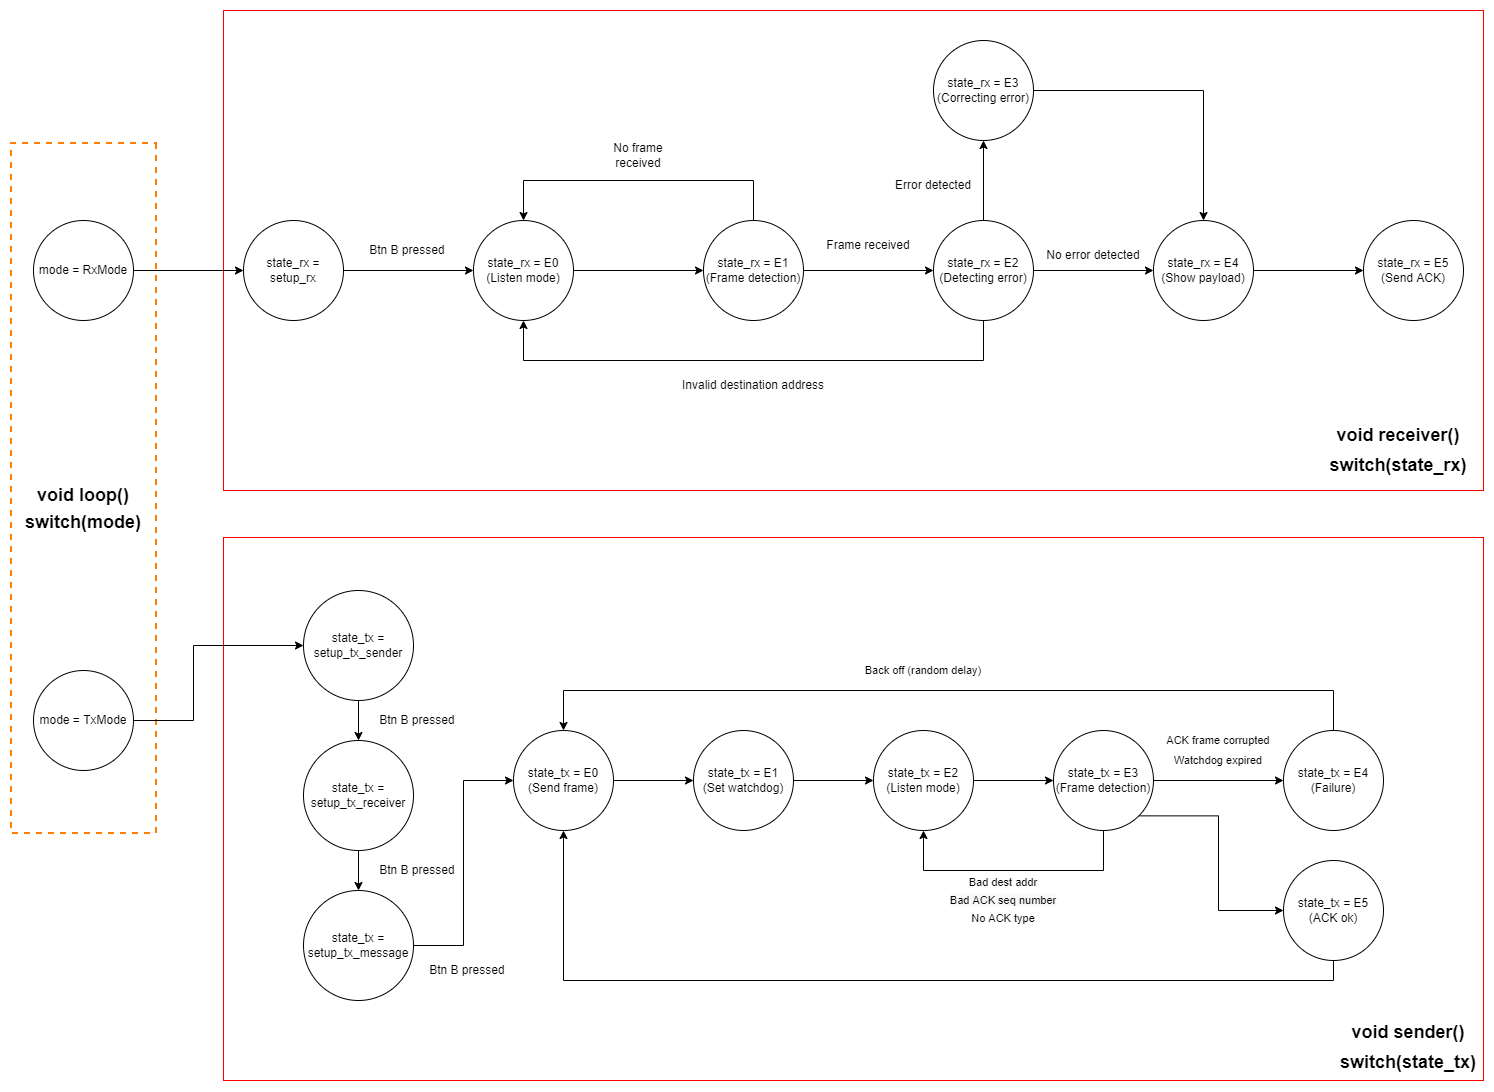 state_rx = E3
(Correcting error)
No frame
received
Error detected
mode = RxMode
state_rx =
setup_rx
Btn B pressed
state_rx = E0
(Listen mode)
state_rx = E1
(Frame detection)
Frame received
state_rx = E2
(Detecting error)
No error detected
state_rx = E4
(Show payload)
state_rx = E5
(Send ACK)
Invalid destination address
void receiver()
switch(state_rx)
void loop()
switch(mode)
mode = TxMode
state_tx =
setup_tx_sender
Btn B pressed
state_tx =
setup_tx_receiver
Btn B pressed
state_tx =
setup_tx_message
Btn B pressed
Back off (random delay)
state_tx = E0
(Send frame)
state_tx = E1
(Set watchdog)
state_tx = E2
(Listen mode)
state_tx = E3
(Frame detection)
ACK frame corrupted
Watchdog expired
state_tx = E4
(Failure)
Bad dest addr
Bad ACK seq number
No ACK type
state_tx = E5
(ACK ok)
void sender()
switch(state_tx)